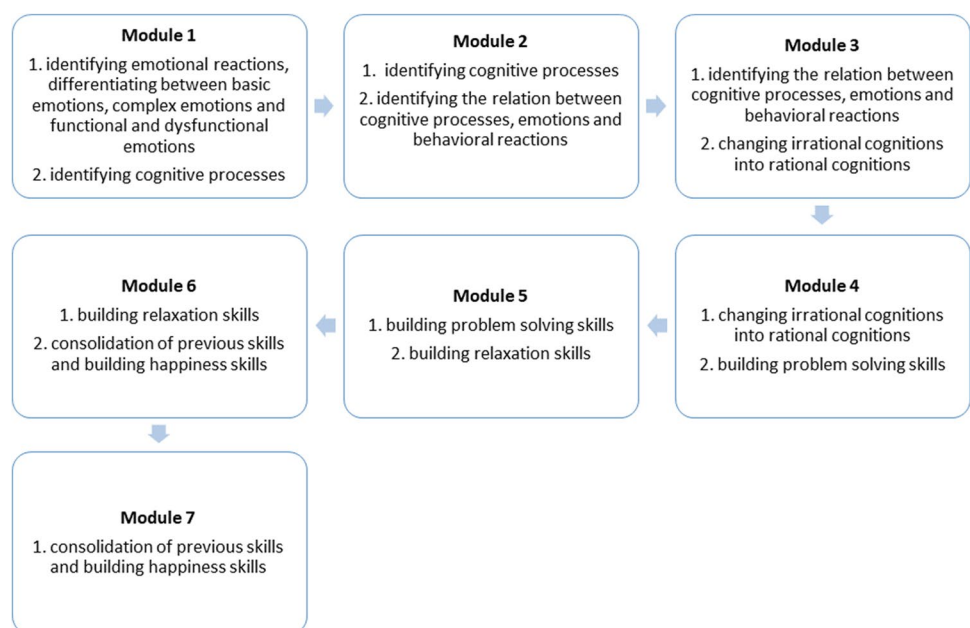 Module 1
1. identifying emotional reactions,
differentiating between basic
emotions, complex emotions and
functional and dysfunctional
emotions
2. identifying cognitive processes
Module 2
1. identifying cognitive processes
2. identifying the relation between
cognitive processes, emotions and
behavioral reactions
Module 3
1. identifying the relation between
cognitive processes, emotions and
behavioral reactions
2. changing irrational cognitions
into rational cognitions
Module 4
1. changing irrational cognitions
into rational cognitions
2. building problem solving skills
Module 5
1. building problem solving skills
2. building relaxation skills
Module 6
1. building relaxation skills
2. consolidation of previous skills
and building happiness skills
Module 7
1. consolidation of previous skills
and building happiness skills